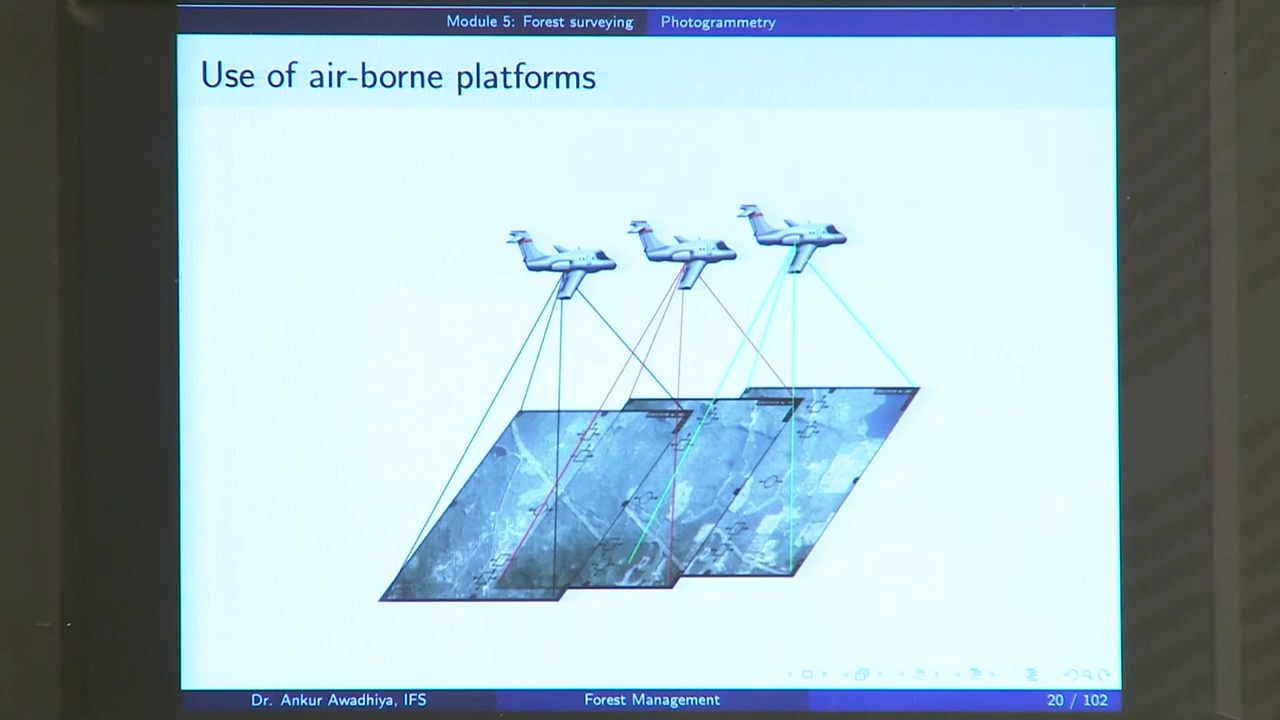 Module 5: Forest surveying Photogrammetry
Use of air-borne platforms
Dr. Ankur Awadhiya, IFS Forest Management 20 / 102